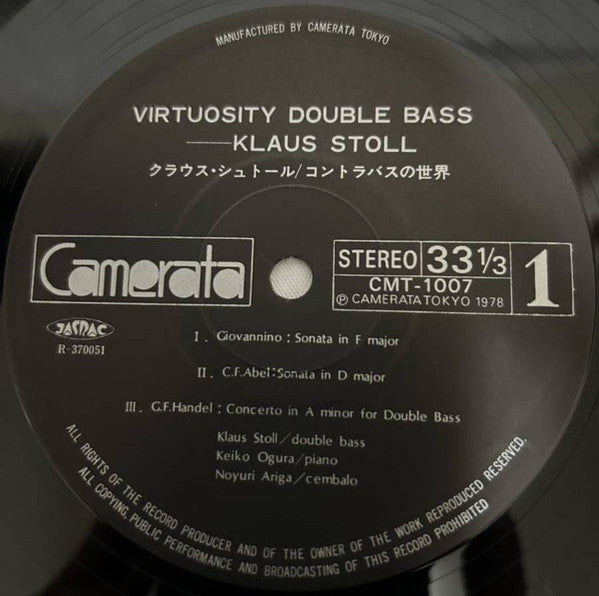 MANUFACTURED BY CAMERATA TOKYO
VIRTUOSITY DOUBLE BASS
——KLAUS STOLL
クラウス・シュトール/コントラバスの世界
Camerata
STEREO 33 1/3
CMT-1007
Ⓟ CAMERATA TOKYO 1978
1
JASRAC
R-370051
I. Giovannino : Sonata in F major
II. C.F.Abel:Sonata in D major
III. G.F.Handel : Concerto in A minor for Double Bass
Klaus Stoll/double bass
Keiko Ogura/piano
Noyuri Ariga/cembalo
ALL RIGHTS OF THE RECORD PRODUCER AND OF THE OWNER OF THE WORK REPRODUCED RESERVED.
ALL COPYING, PUBLIC PERFORMANCE AND BROADCASTING OF THIS RECORD PROHIBITED